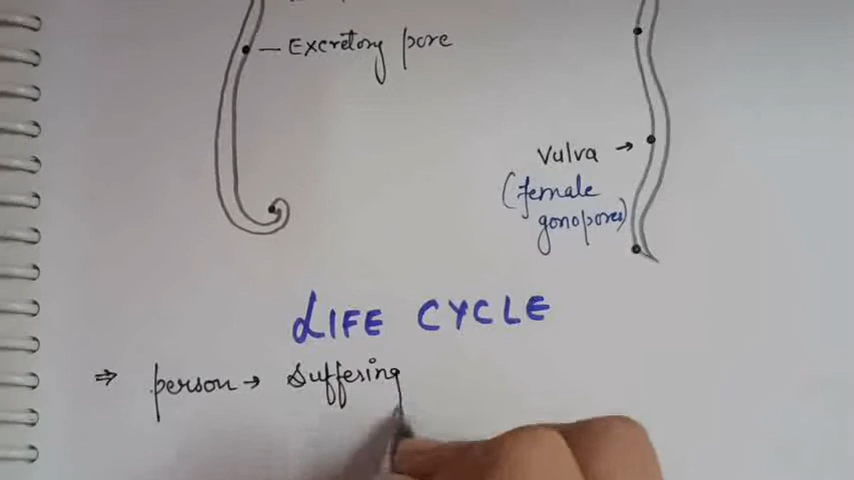 — Excretory pore
Vulva →
(female
gonopores)
LIFE CYCLE
⇒ person → Suffering